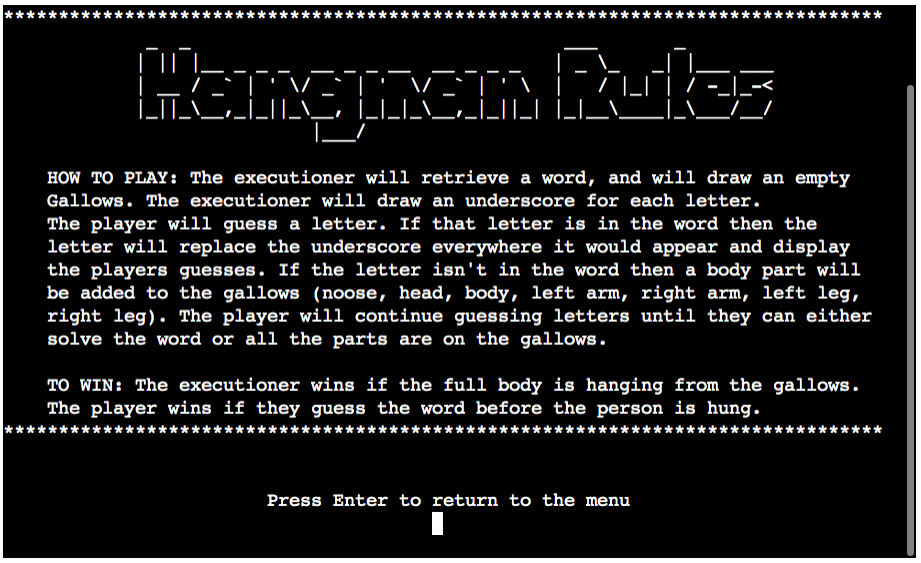 ********************************************************************************
Hangman Rules
HOW TO PLAY: The executioner will retrieve a word, and will draw an empty
Gallows. The executioner will draw an underscore for each letter.
The player will guess a letter. If that letter is in the word then the
letter will replace the underscore everywhere it would appear and display
the players guesses. If the letter isn't in the word then a body part will
be added to the gallows (noose, head, body, left arm, right arm, left leg,
right leg). The player will continue guessing letters until they can either
solve the word or all the parts are on the gallows.
TO WIN: The executioner wins if the full body is hanging from the gallows.
The player wins if they guess the word before the person is hung.
********************************************************************************
Press Enter to return to the menu